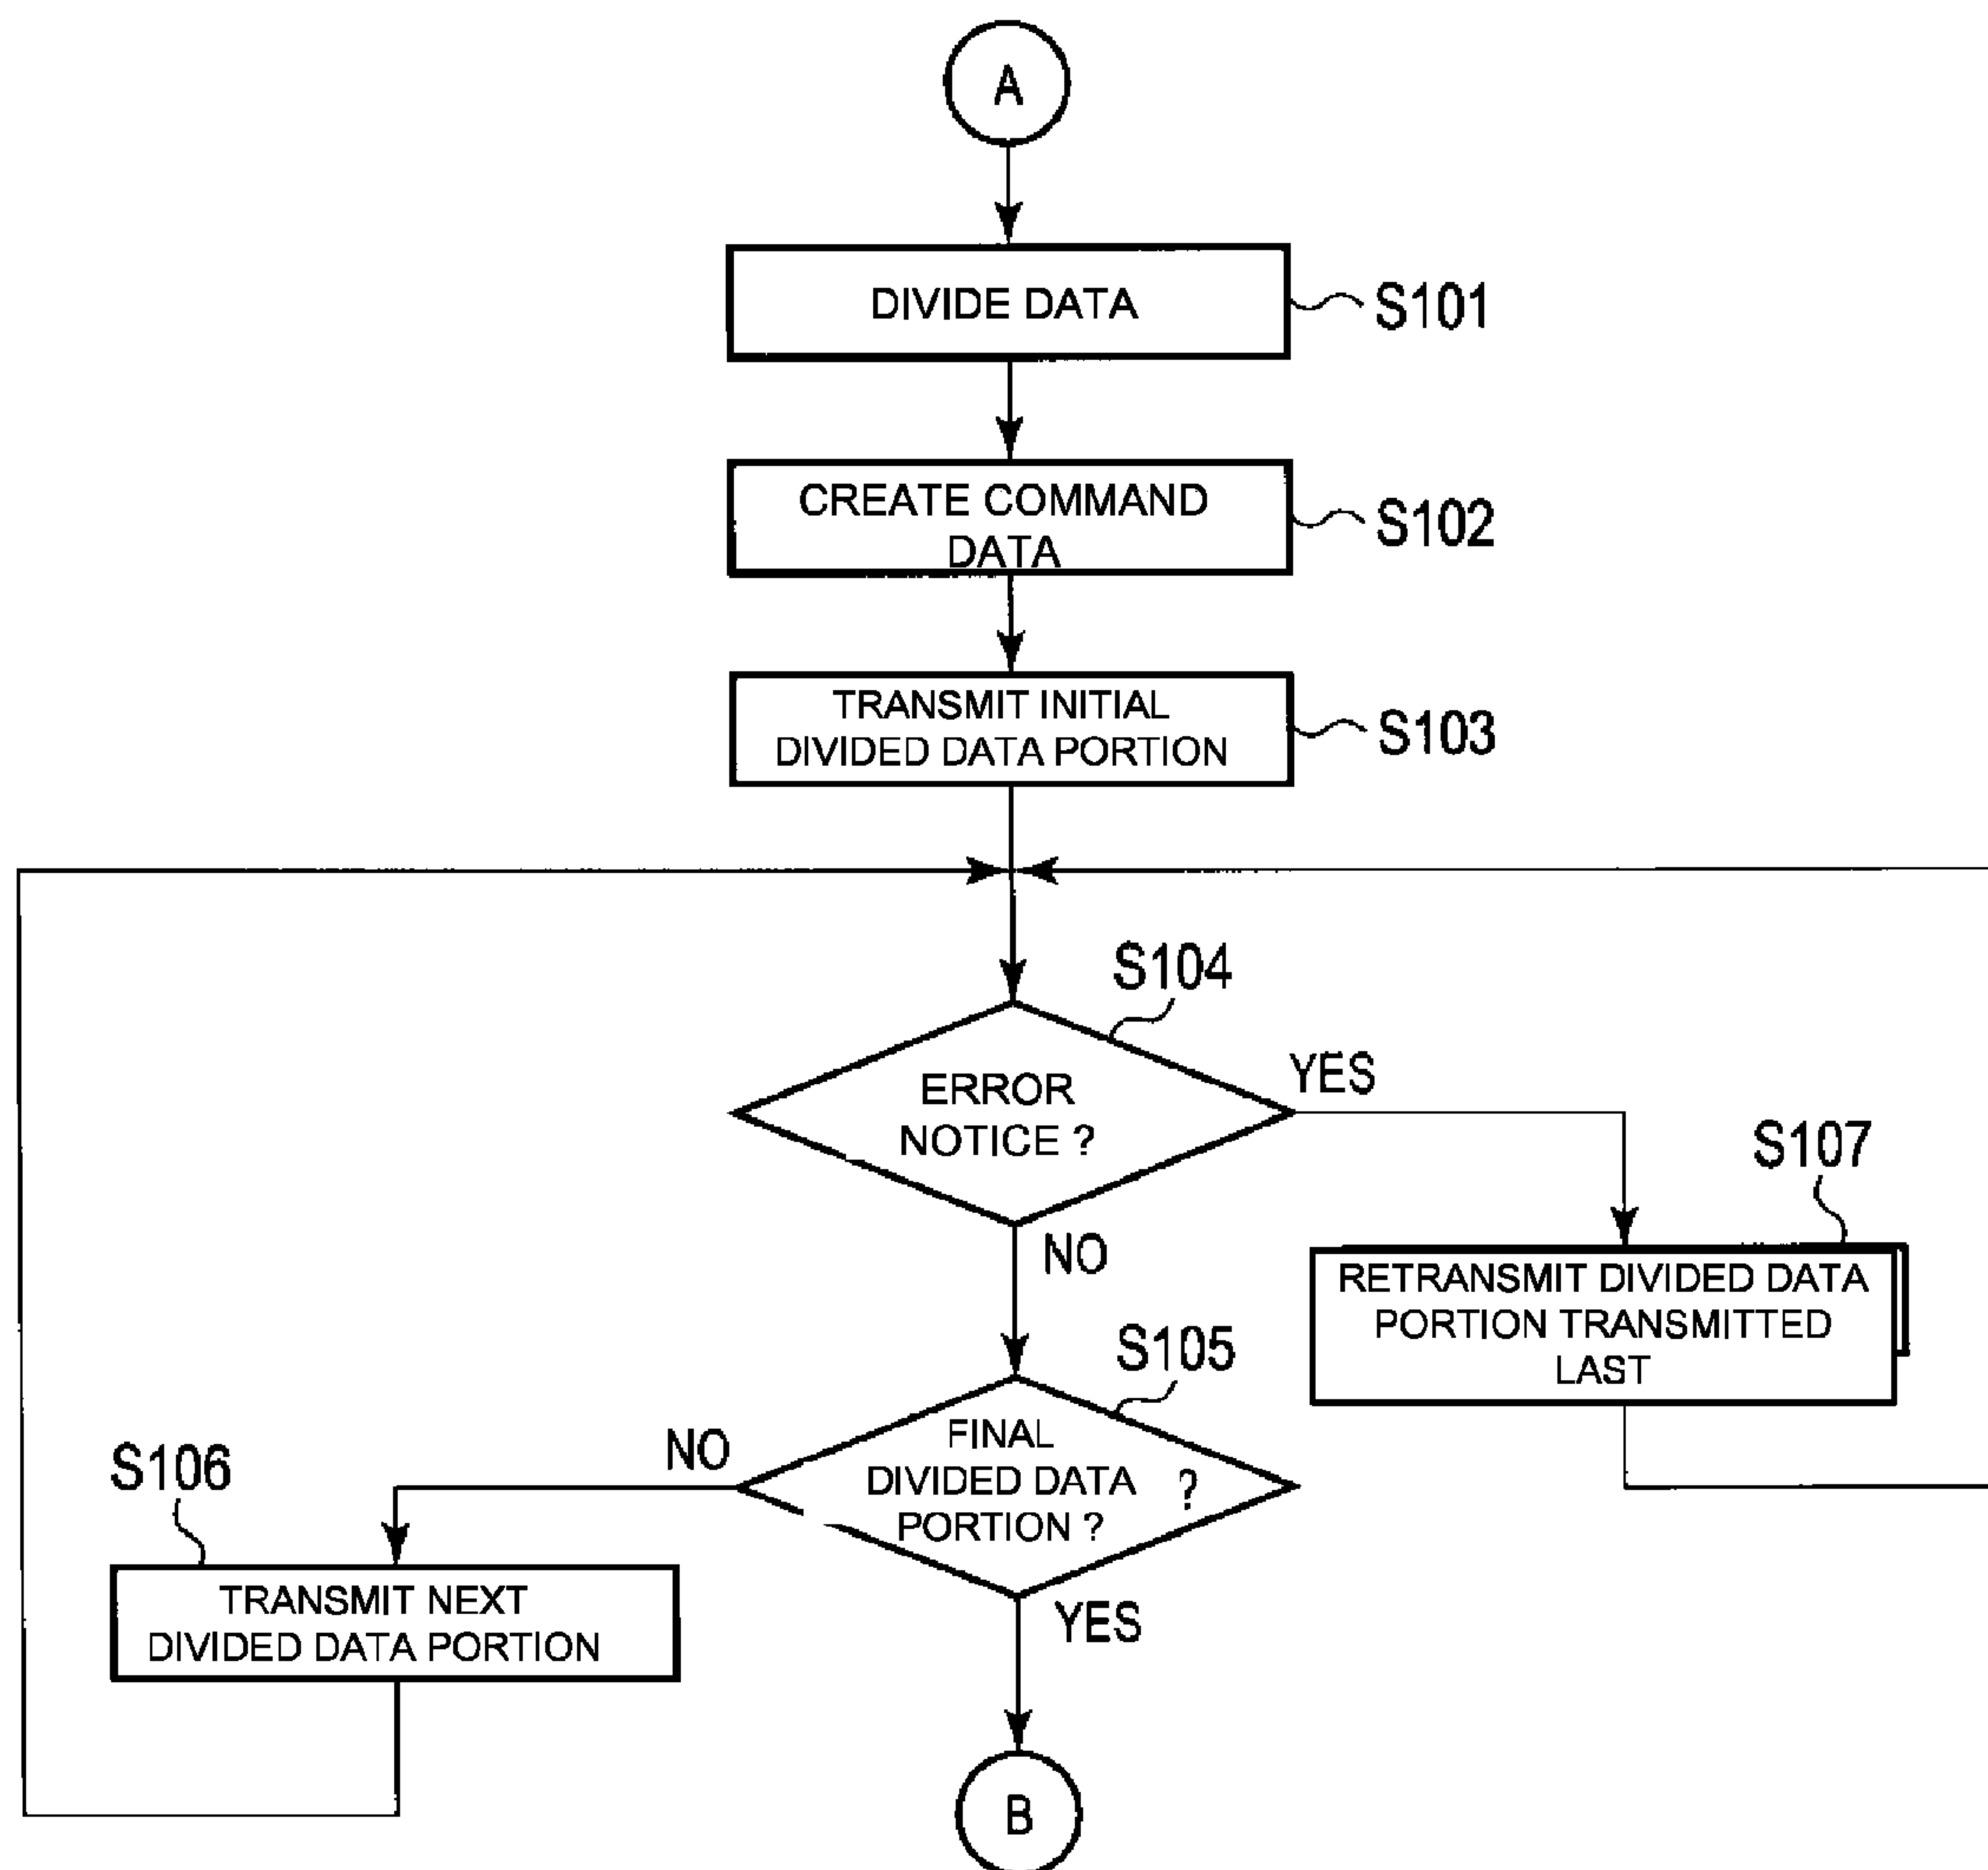 A
DIVIDE DATA
S101
CREATE COMMAND
DATA
S102
TRANSMIT INITIAL
DIVIDED DATA PORTION
S103
S104
ERROR
NOTICE ?
YES
NO
S107
RETRANSMIT DIVIDED DATA
PORTION TRANSMITTED
LAST
S105
FINAL
DIVIDED DATA ?
PORTION ?
NO
YES
S106
TRANSMIT NEXT
DIVIDED DATA PORTION
B